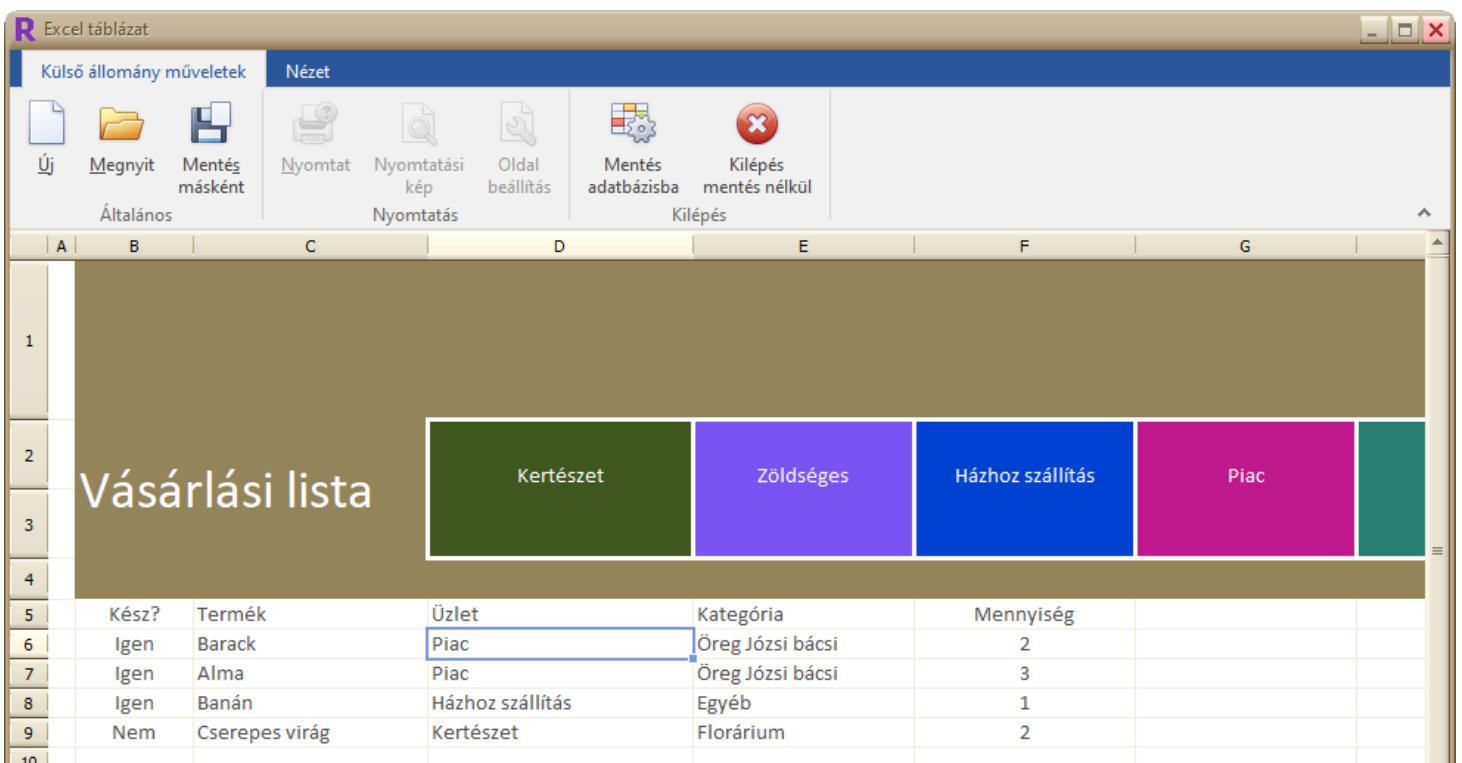 R Excel táblázat
Külső állomány műveletek Nézet
Új Megnyit Mentés másként Nyomtat Nyomtatási kép Oldal beállítás Mentés adatbázisba Kilépés mentés nélkül
Általános Nyomtatás Kilépés
A B C D E F G
1
2
Vásárlási lista Kertészet Zöldséges Házhoz szállítás Piac
3
4
5 Kész? Termék Üzlet Kategória Mennyiség
6 Igen Barack Piac Öreg Józsi bácsi 2
7 Igen Alma Piac Öreg Józsi bácsi 3
8 Igen Banán Házhoz szállítás Egyéb 1
9 Nem Cserepes virág Kertészet Florárium 2
10